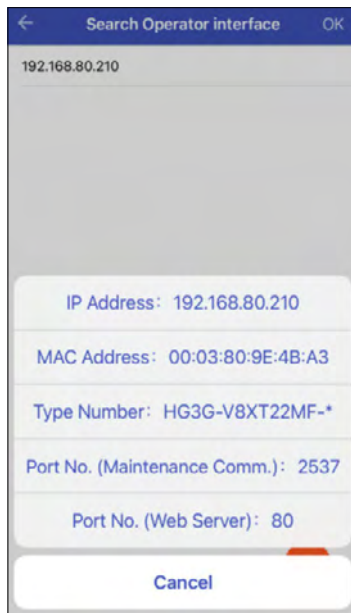 Search Operator interface OK
192.168.80.210
IP Address: 192.168.80.210
MAC Address: 00:03:80:9E:4B:A3
Type Number: HG3G-V8XT22MF-*
Port No. (Maintenance Comm.): 2537
Port No. (Web Server): 80
Cancel